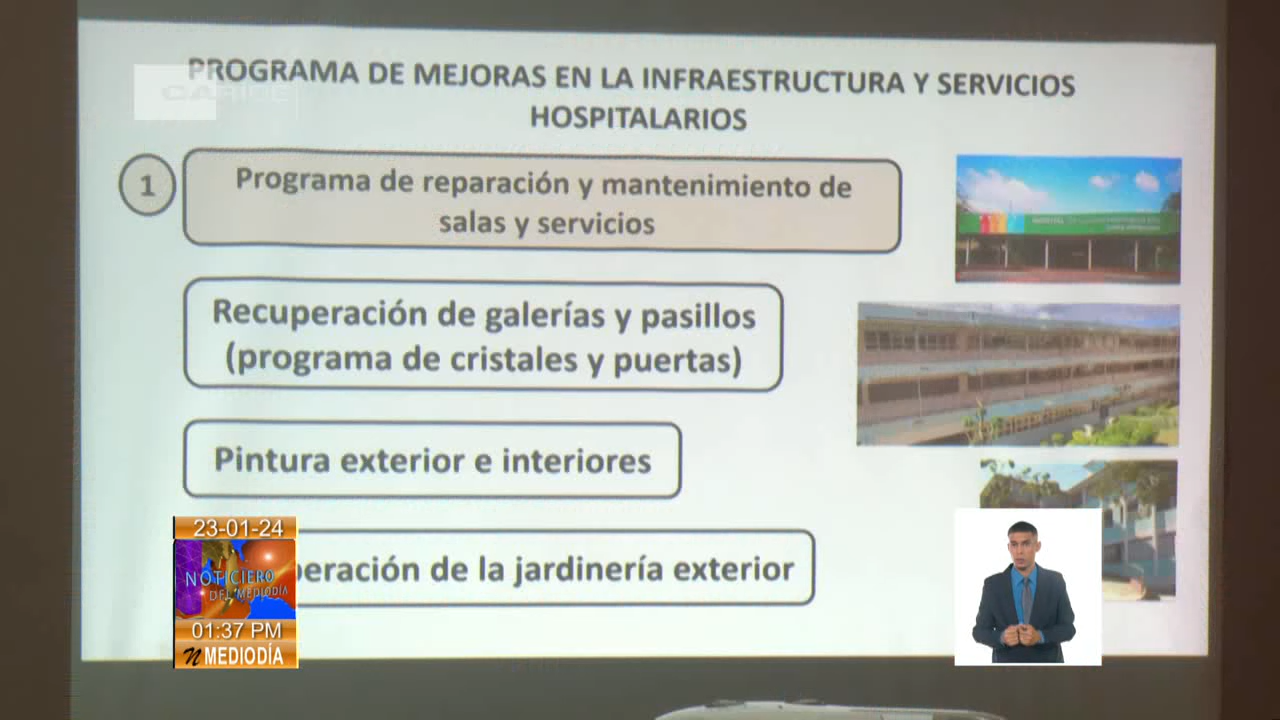 PROGRAMA DE MEJORAS EN LA INFRAESTRUCTURA Y SERVICIOS
HOSPITALARIOS
CARIBE
1
Programa de reparación y mantenimiento de
salas y servicios
Recuperación de galerías y pasillos
(programa de cristales y puertas)
Pintura exterior e interiores
peración de la jardinería exterior
23-01-24
NOTICIERO
DEL MEDIODÍA
01:37 PM
N MEDIODÍA